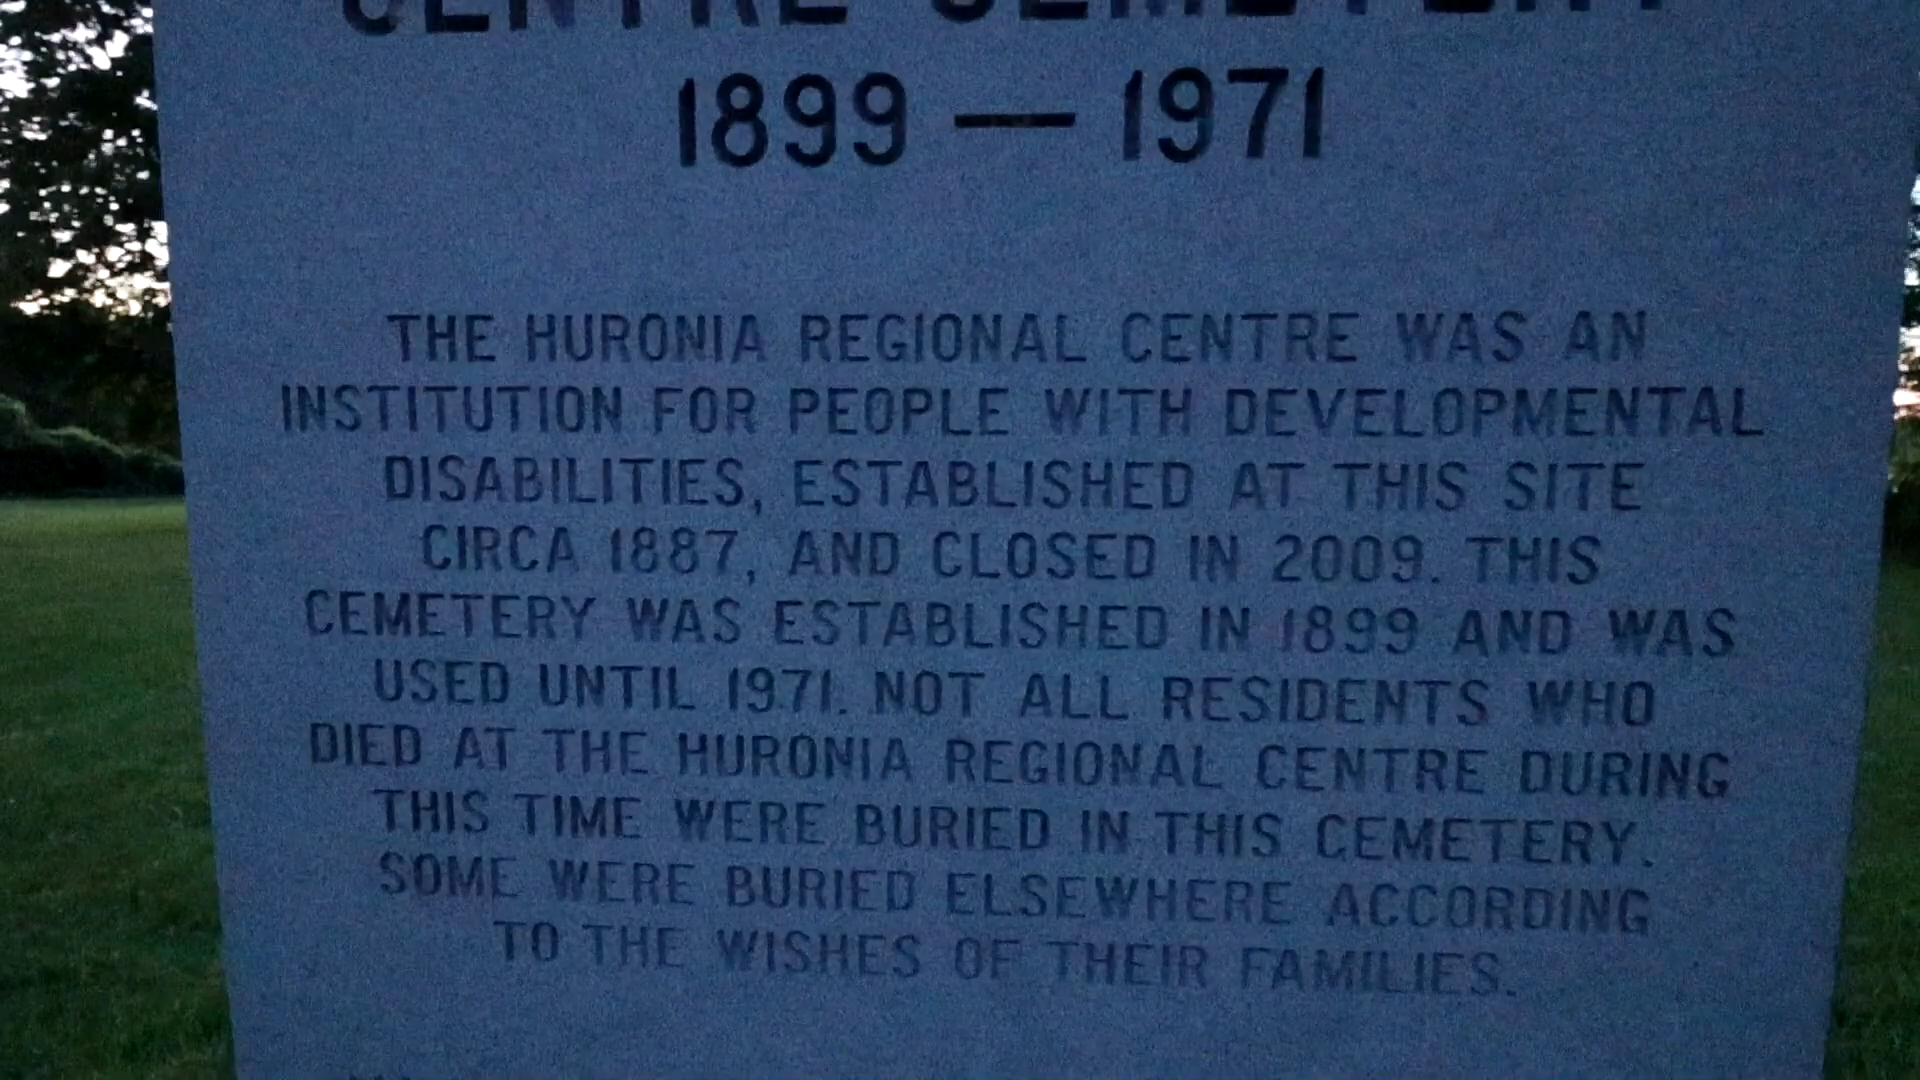 CENTRE CEMETERY
1899 — 1971
THE HURONIA REGIONAL CENTRE WAS AN
INSTITUTION FOR PEOPLE WITH DEVELOPMENTAL
DISABILITIES, ESTABLISHED AT THIS SITE
CIRCA 1887, AND CLOSED IN 2009. THIS
CEMETERY WAS ESTABLISHED IN 1899 AND WAS
USED UNTIL 1971. NOT ALL RESIDENTS WHO
DIED AT THE HURONIA REGIONAL CENTRE DURING
THIS TIME WERE BURIED IN THIS CEMETERY.
SOME WERE BURIED ELSEWHERE ACCORDING
TO THE WISHES OF THEIR FAMILIES.